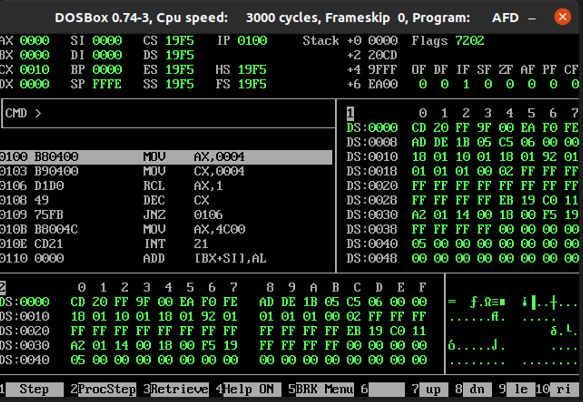 DOSBox 0.74-3, Cpu speed: 3000 cycles, Frameskip 0, Program: AFD
AX 0000 SI 0000 CS 19F5 IP 0100 Stack +0 0000 Flags 7202
BX 0000 DI 0000 DS 19F5 +2 20CD
CX 0010 BP 0000 ES 19F5 HS 19F5 +4 9FFF OF DF IF SF ZF AF PF CF
DX 0000 SP FFFE SS 19F5 FS 19F5 +6 EA00 0 0 1 0 0 0 0 0
CMD >
1 0 1 2 3 4 5 6 7
DS:0000 CD 20 FF 9F 00 EA F0 FE
DS:0008 AD DE 1B 05 C5 06 00 00
DS:0010 18 01 10 01 18 01 92 01
DS:0018 01 01 01 00 02 FF FF FF
DS:0020 FF FF FF FF FF FF FF FF
DS:0028 FF FF FF FF EB 19 C0 11
DS:0030 A2 01 14 00 18 00 F5 19
DS:0038 FF FF FF FF 00 00 00 00
DS:0040 05 00 00 00 00 00 00 00
DS:0048 00 00 00 00 00 00 00 00
0100 B80400 MOV AX,0004
0103 B90400 MOV CX,0004
0106 D1D0 RCL AX,1
0108 49 DEC CX
0109 75FB JNZ 0106
010B B8004C MOV AX,4C00
010E CD21 INT 21
0110 0000 ADD [BX+SI],AL
2 0 1 2 3 4 5 6 7 8 9 A B C D E F
DS:0000 CD 20 FF 9F 00 EA F0 FE AD DE 1B 05 C5 06 00 00
DS:0010 18 01 10 01 18 01 92 01 01 01 01 00 02 FF FF FF
DS:0020 FF FF FF FF FF FF FF FF FF FF FF FF EB 19 C0 11
DS:0030 A2 01 14 00 18 00 F5 19 FF FF FF FF 00 00 00 00
DS:0040 05 00 00 00 00 00 00 00 00 00 00 00 00 00 00 00
1 Step 2ProcStep 3Retrieve 4Help ON 5BRK Menu 6 7 up 8 dn 9 le 10 ri